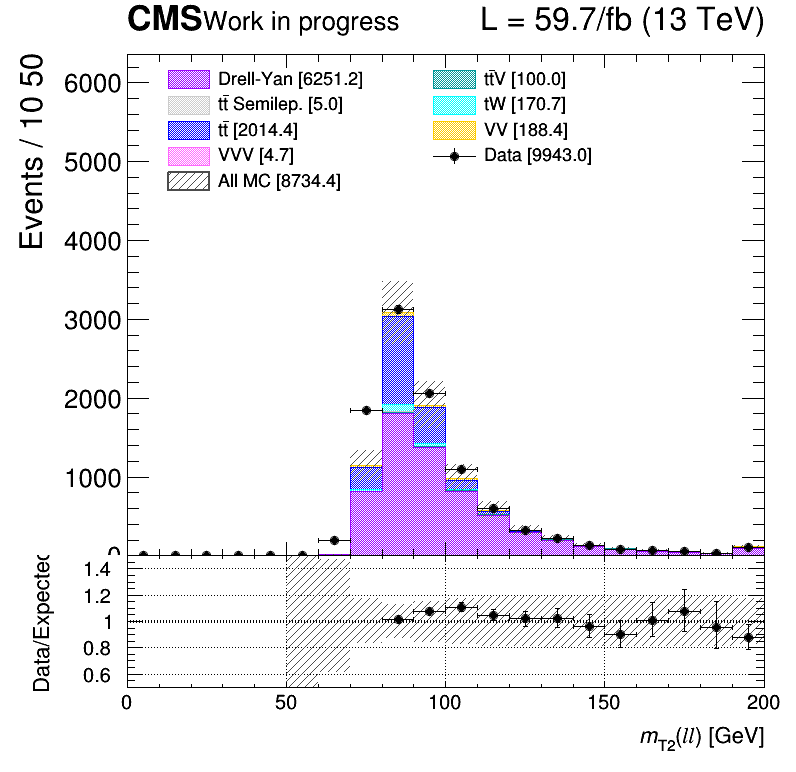 CMS Work in progress L = 59.7/fb (13 TeV)
Events / 10 50
6000
5000
4000
3000
2000
1000
0
Drell-Yan [6251.2]
tt̄ Semilep. [5.0]
tt̄ [2014.4]
VVV [4.7]
All MC [8734.4]
tt̄V [100.0]
tW [170.7]
VV [188.4]
Data [9943.0]
Data/Expected
1.4
1.2
1
0.8
0.6
0 50 100 150 200
mT2(ll) [GeV]